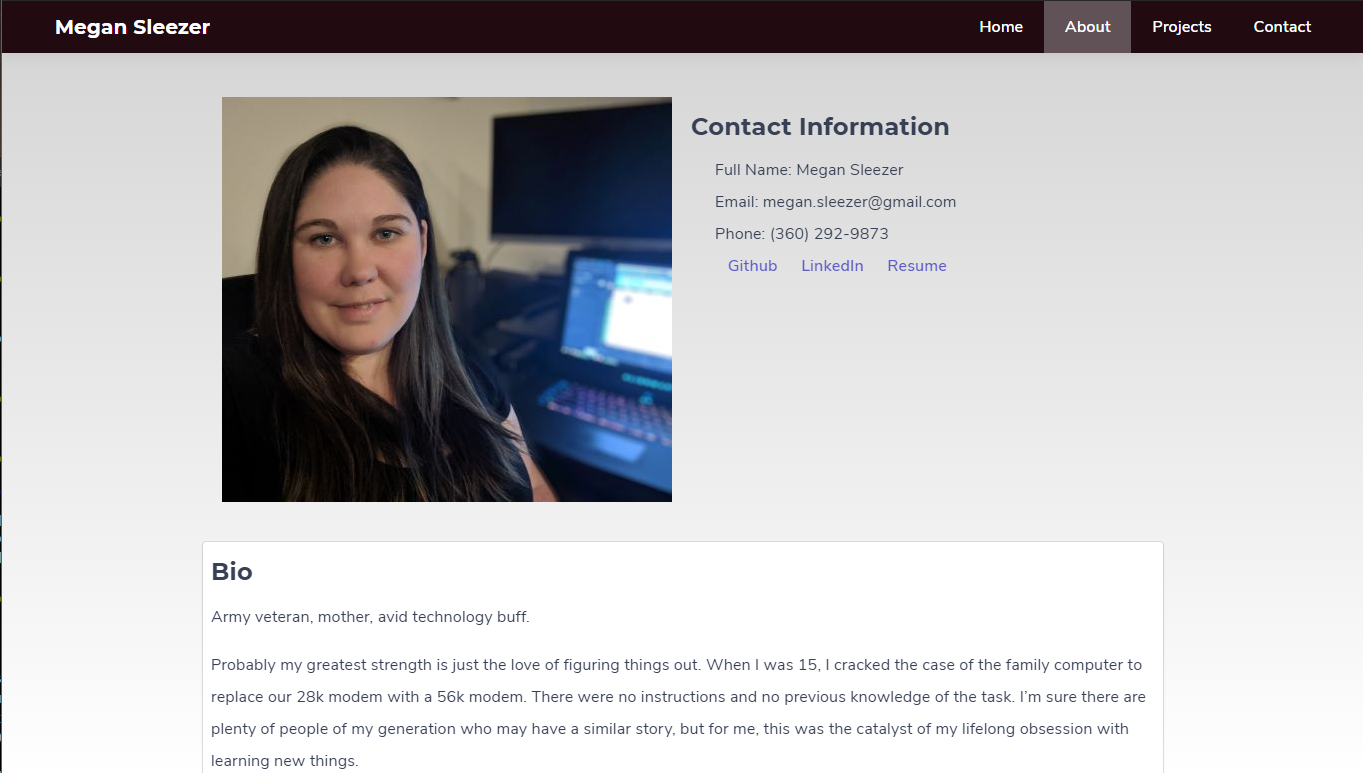 Megan Sleezer
Home About Projects Contact
Contact Information
Full Name: Megan Sleezer
Email: megan.sleezer@gmail.com
Phone: (360) 292-9873
Github LinkedIn Resume
Bio
Army veteran, mother, avid technology buff.
Probably my greatest strength is just the love of figuring things out. When I was 15, I cracked the case of the family computer to
replace our 28k modem with a 56k modem. There were no instructions and no previous knowledge of the task. I’m sure there are
plenty of people of my generation who may have a similar story, but for me, this was the catalyst of my lifelong obsession with
learning new things.